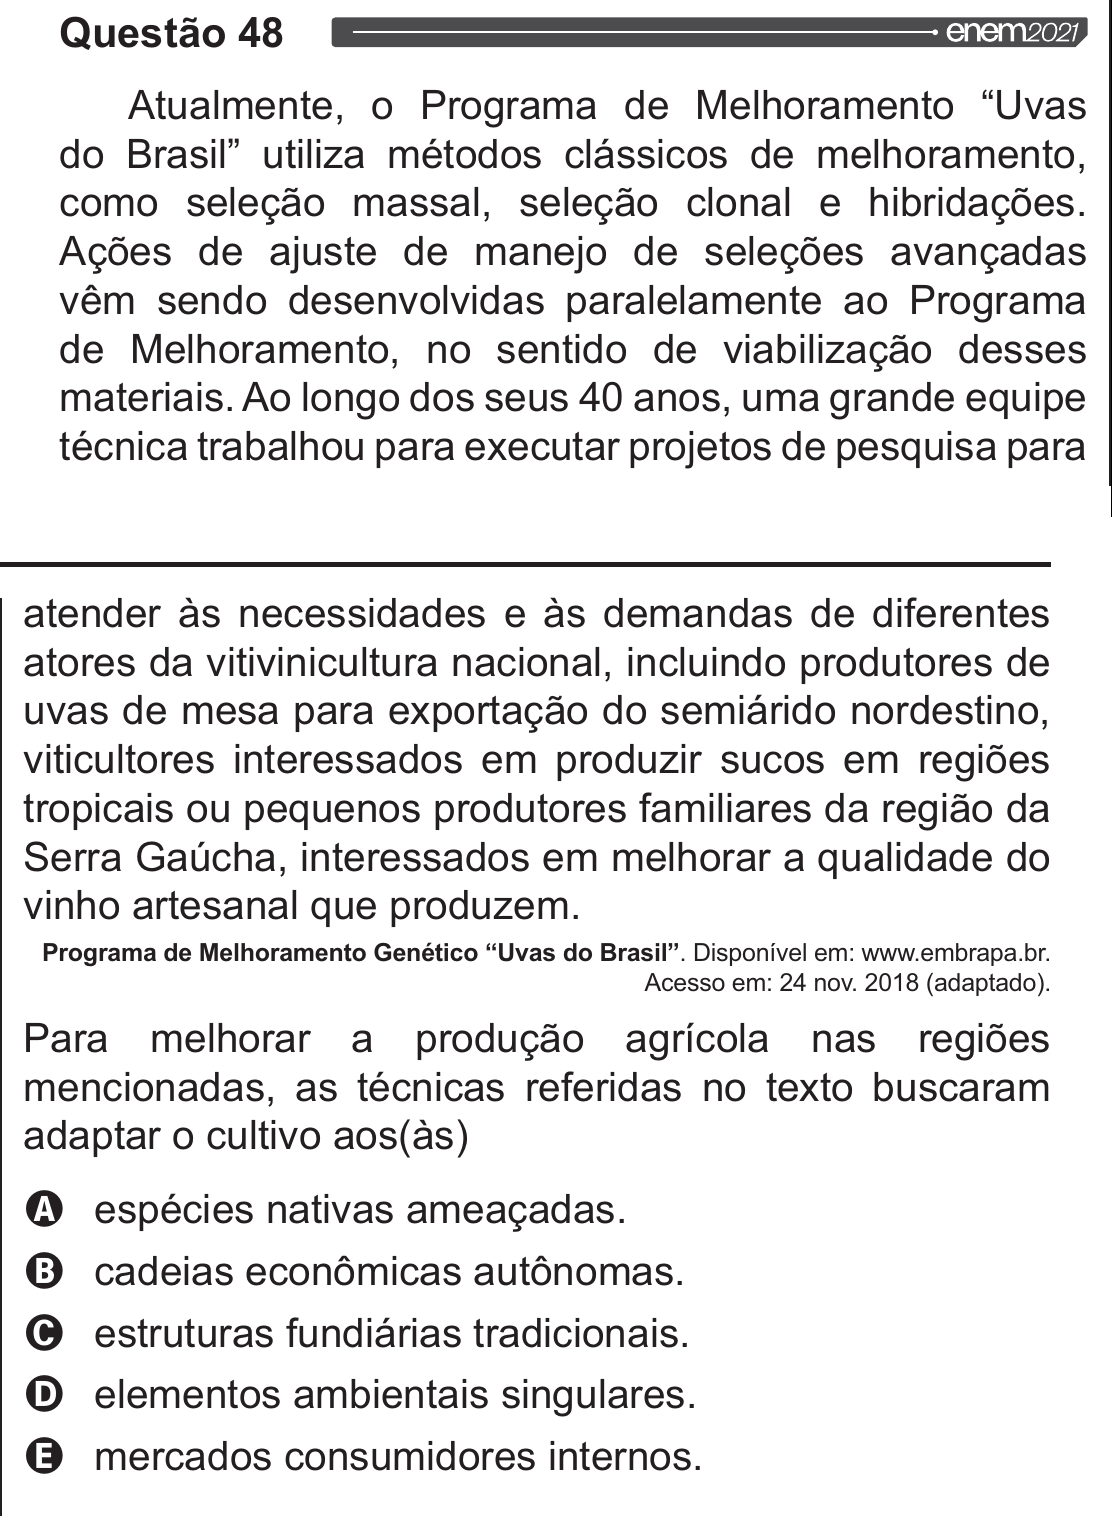 Questão 48
enem2021
Atualmente, o Programa de Melhoramento “Uvas
do Brasil” utiliza métodos clássicos de melhoramento,
como seleção massal, seleção clonal e hibridações.
Ações de ajuste de manejo de seleções avançadas
vêm sendo desenvolvidas paralelamente ao Programa
de Melhoramento, no sentido de viabilização desses
materiais. Ao longo dos seus 40 anos, uma grande equipe
técnica trabalhou para executar projetos de pesquisa para
atender às necessidades e às demandas de diferentes
atores da vitivinicultura nacional, incluindo produtores de
uvas de mesa para exportação do semiárido nordestino,
viticultores interessados em produzir sucos em regiões
tropicais ou pequenos produtores familiares da região da
Serra Gaúcha, interessados em melhorar a qualidade do
vinho artesanal que produzem.
Programa de Melhoramento Genético “Uvas do Brasil”. Disponível em: www.embrapa.br.
Acesso em: 24 nov. 2018 (adaptado).
Para melhorar a produção agrícola nas regiões
mencionadas, as técnicas referidas no texto buscaram
adaptar o cultivo aos(às)
A espécies nativas ameaçadas.
B cadeias econômicas autônomas.
C estruturas fundiárias tradicionais.
D elementos ambientais singulares.
E mercados consumidores internos.